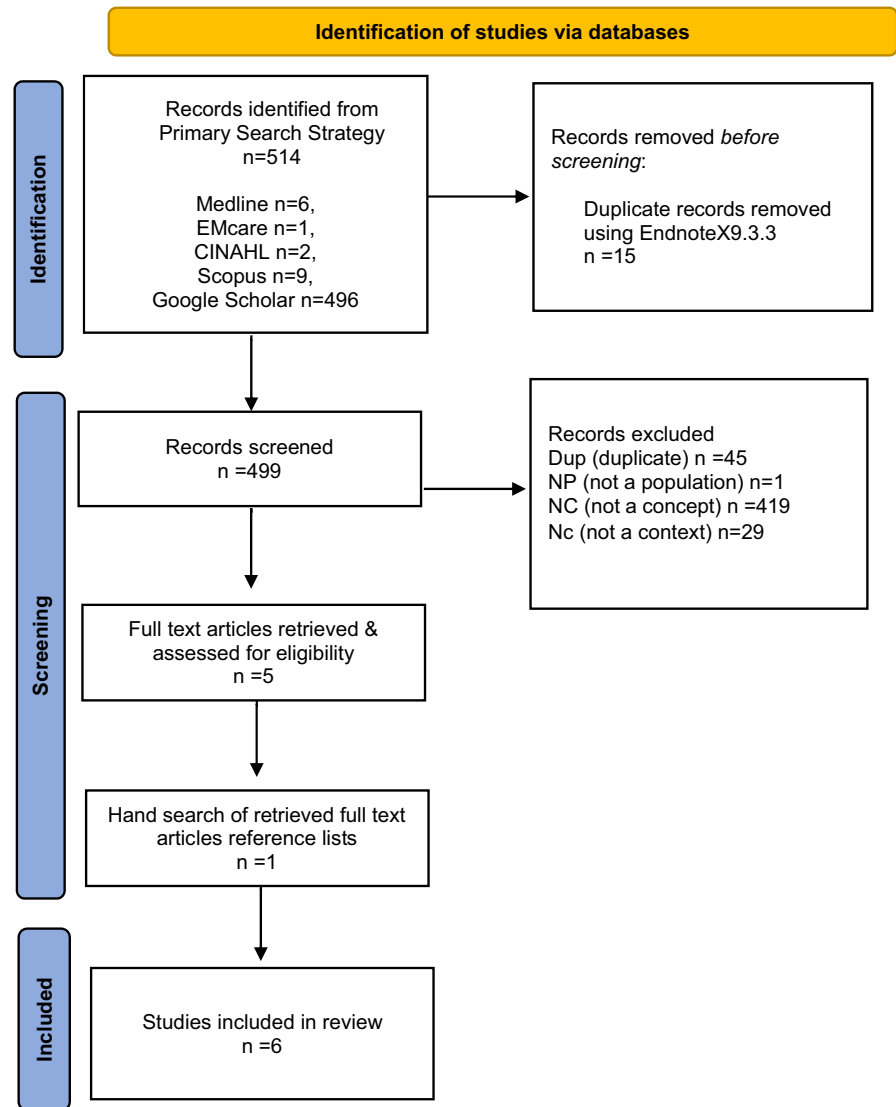 Identification of studies via databases
Identification
Records identified from
Primary Search Strategy
n=514
Medline n=6,
EMcare n=1,
CINAHL n=2,
Scopus n=9,
Google Scholar n=496
Records removed before
screening:
Duplicate records removed
using EndnoteX9.3.3
n =15
Screening
Records screened
n =499
Records excluded
Dup (duplicate) n =45
NP (not a population) n=1
NC (not a concept) n =419
Nc (not a context) n=29
Full text articles retrieved &
assessed for eligibility
n =5
Hand search of retrieved full text
articles reference lists
n =1
Included
Studies included in review
n =6